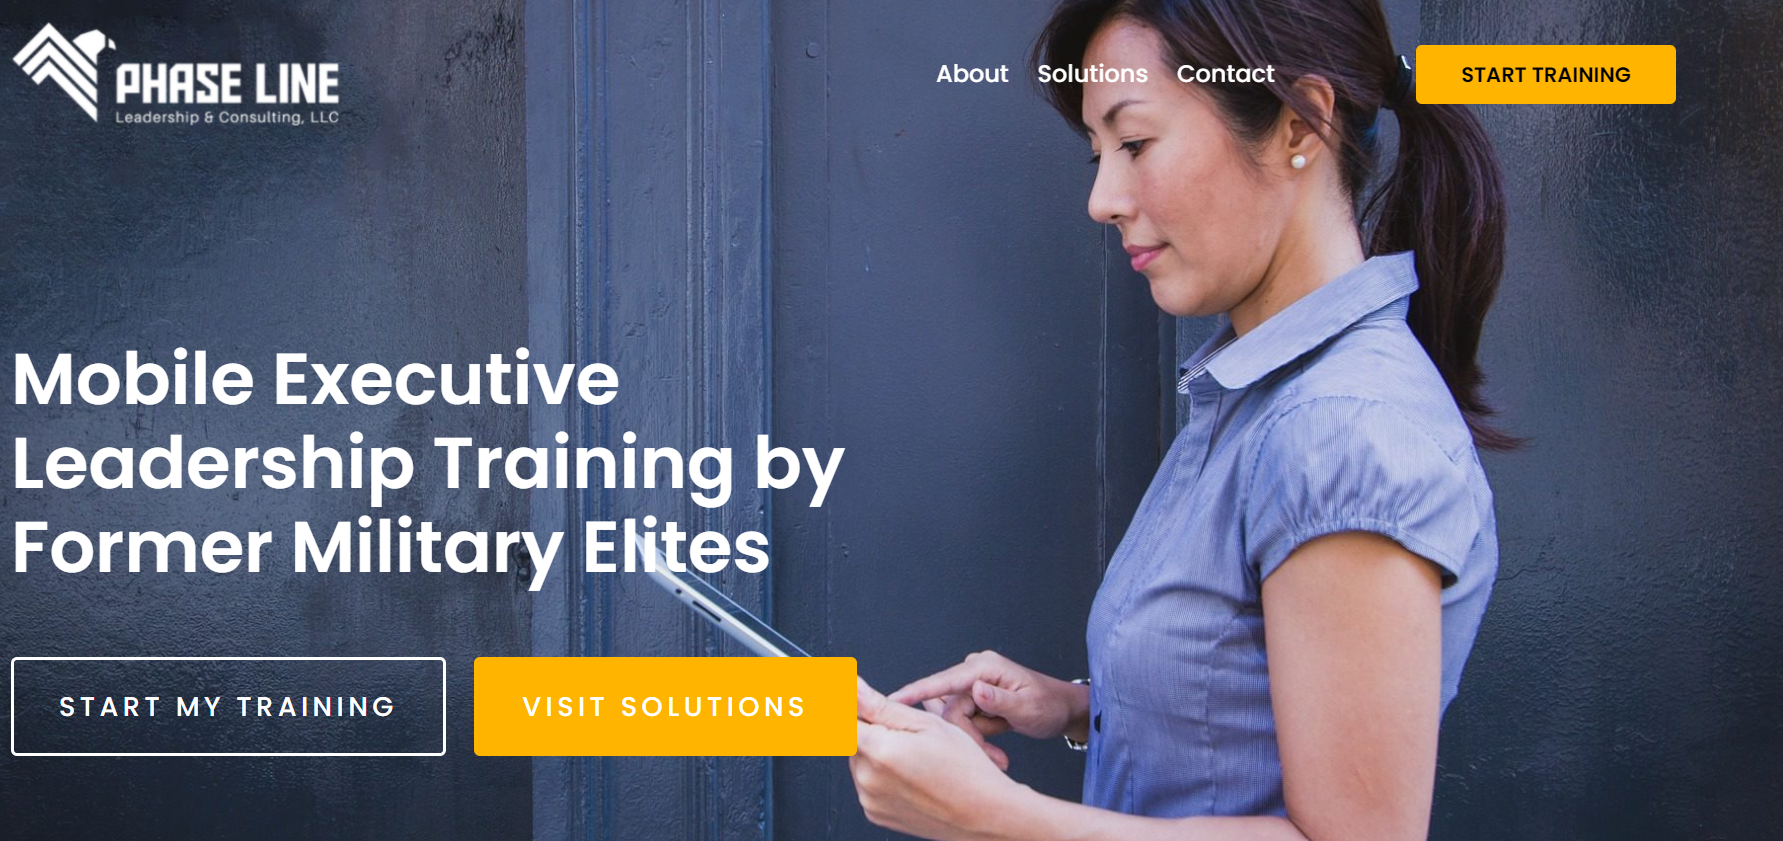 PHASE LINE
Leadership & Consulting, LLC
About Solutions Contact
START TRAINING
Mobile Executive
Leadership Training by
Former Military Elites
START MY TRAINING
VISIT SOLUTIONS